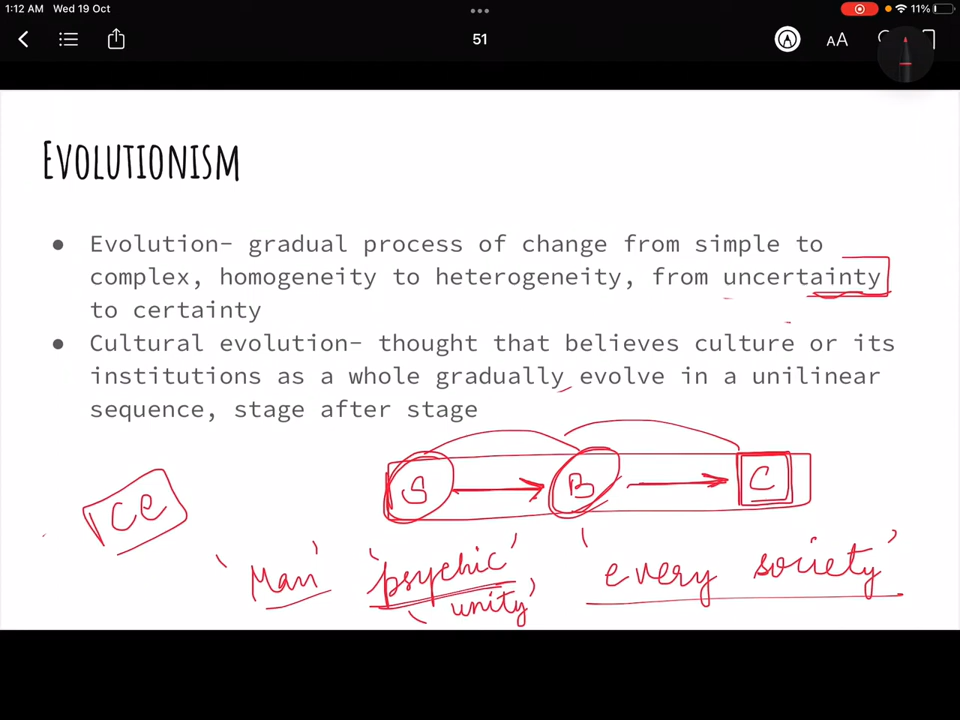 1:12 AM Wed 19 Oct
11%
51
AA
EVOLUTIONISM
● Evolution- gradual process of change from simple to
complex, homogeneity to heterogeneity, from uncertainty
to certainty
● Cultural evolution- thought that believes culture or its
institutions as a whole gradually evolve in a unilinear
sequence, stage after stage
S B C
Ce
'Man' 'psychic' 'every society'
'unity'